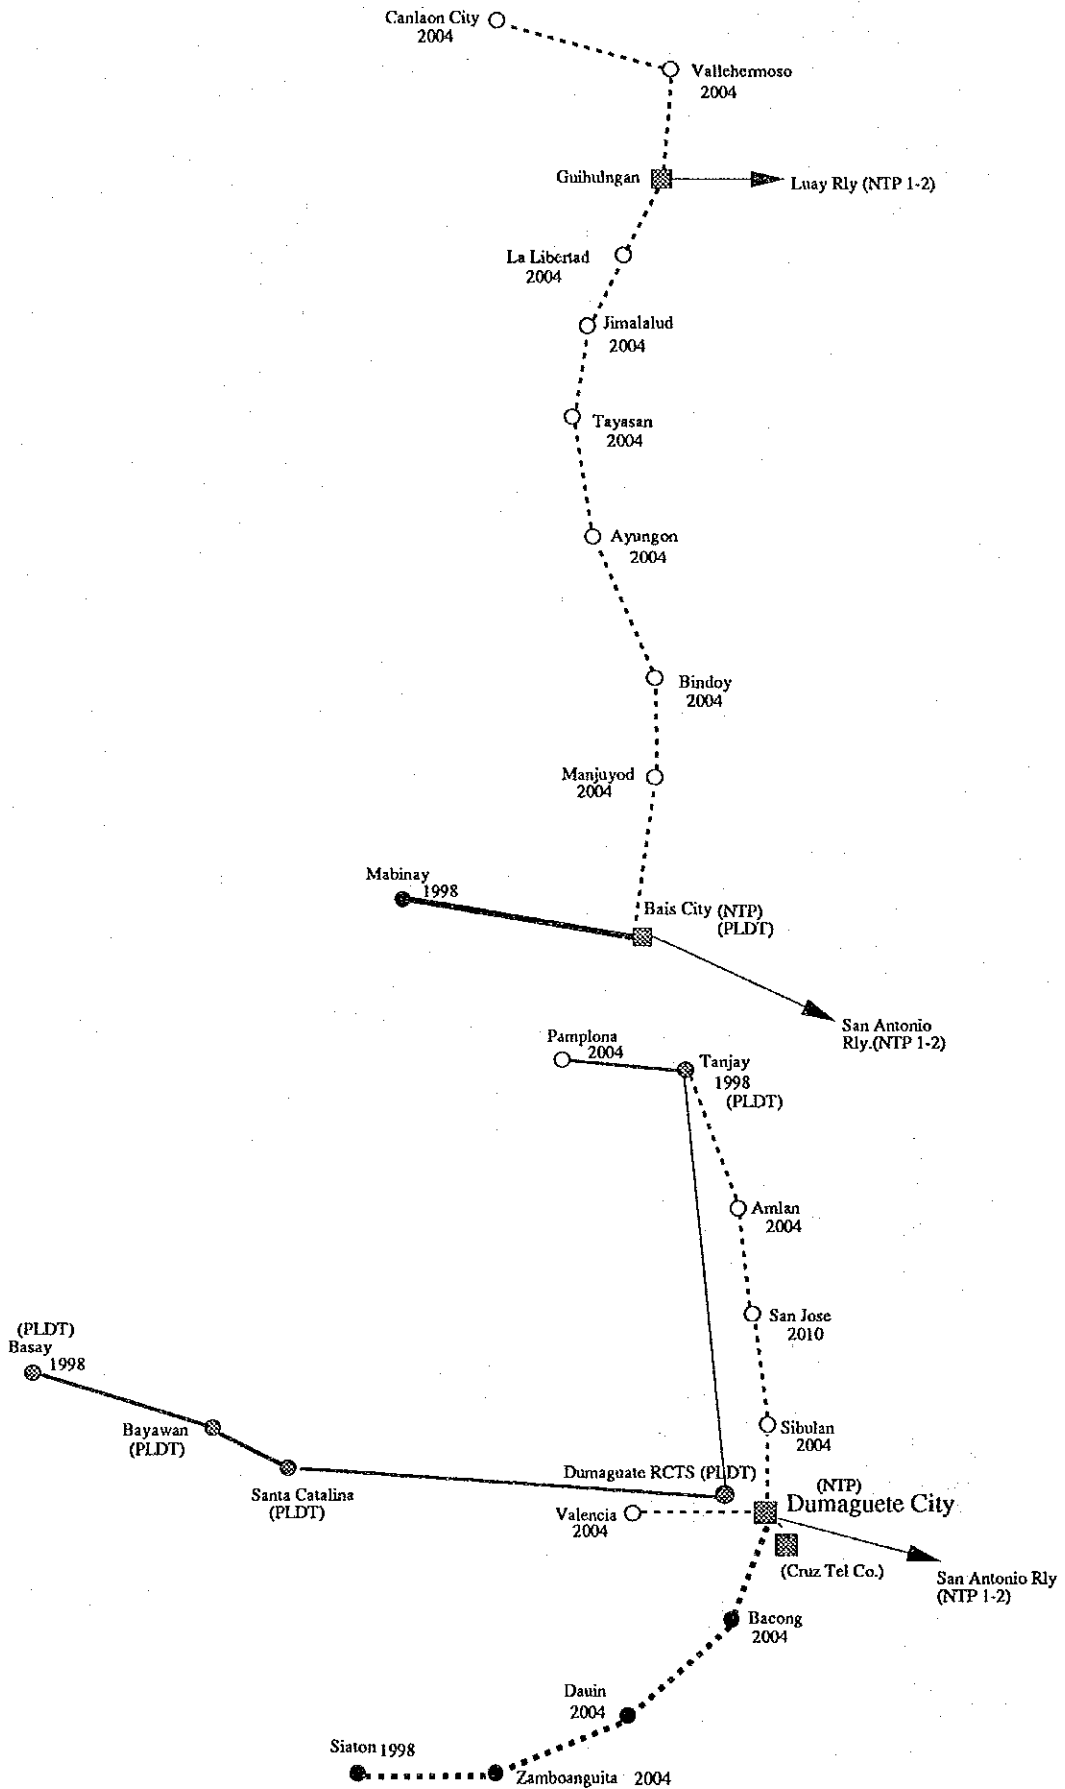 Canlaon City
2004
Vallehermoso
2004
Guihulngan
Luay Rly (NTP 1-2)
La Libertad
2004
Jimalalud
2004
Tayasan
2004
Ayungon
2004
Bindoy
2004
Manjuyod
2004
Mabinay
1998
Bais City (NTP)
(PLDT)
San Antonio
Rly.(NTP 1-2)
Pamplona
2004
Tanjay
1998
(PLDT)
Amlan
2004
San Jose
2010
(PLDT)
Basay
1998
Bayawan
(PLDT)
Sibulan
2004
Santa Catalina
(PLDT)
Dumaguate RCTS (PLDT)
(NTP)
Dumaguete City
Valencia
2004
(Cruz Tel Co.)
San Antonio Rly
(NTP 1-2)
Bacong
2004
Dauin
2004
Siaton 1998
Zamboanguita 2004